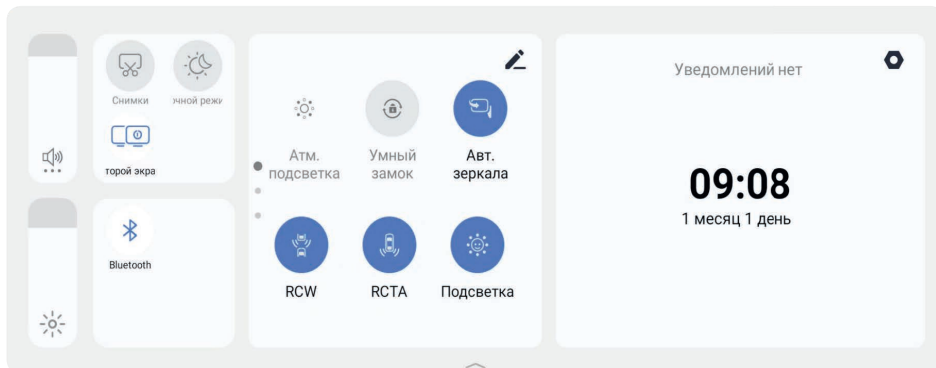 Снимки
очной режи
торой экра
Bluetooth
Атм.
подсветка
Умный
замок
Авт.
зеркала
RCW
RCTA
Подсветка
Уведомлений нет
09:08
1 месяц 1 день